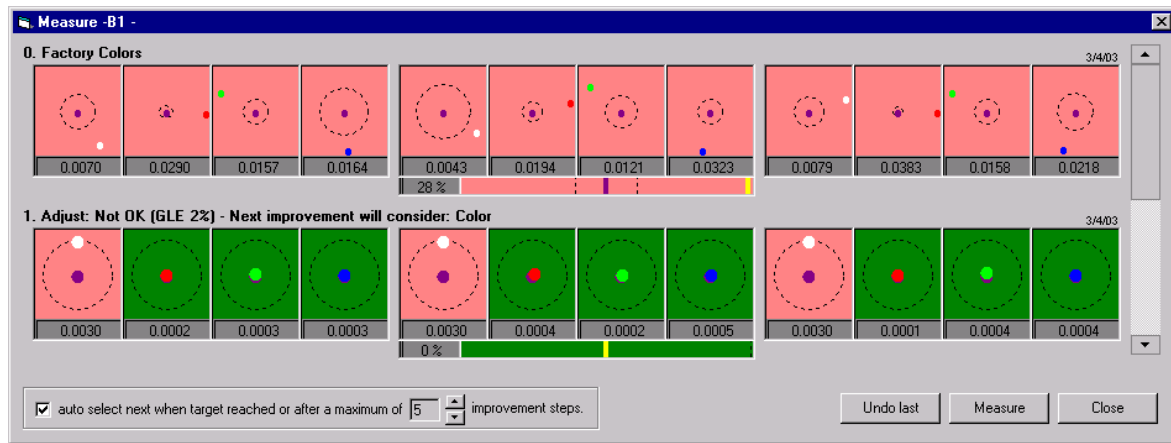 Measure -B1 -
0. Factory Colors
3/4/03
0.0070 0.0290 0.0157 0.0164 0.0043 0.0194 0.0121 0.0323 0.0079 0.0383 0.0158 0.0218
28 %
1. Adjust: Not OK (GLE 2%) - Next improvement will consider: Color
3/4/03
0.0030 0.0002 0.0003 0.0003 0.0030 0.0004 0.0002 0.0005 0.0030 0.0001 0.0004 0.0004
0 %
auto select next when target reached or after a maximum of 5 improvement steps.
Undo last Measure Close